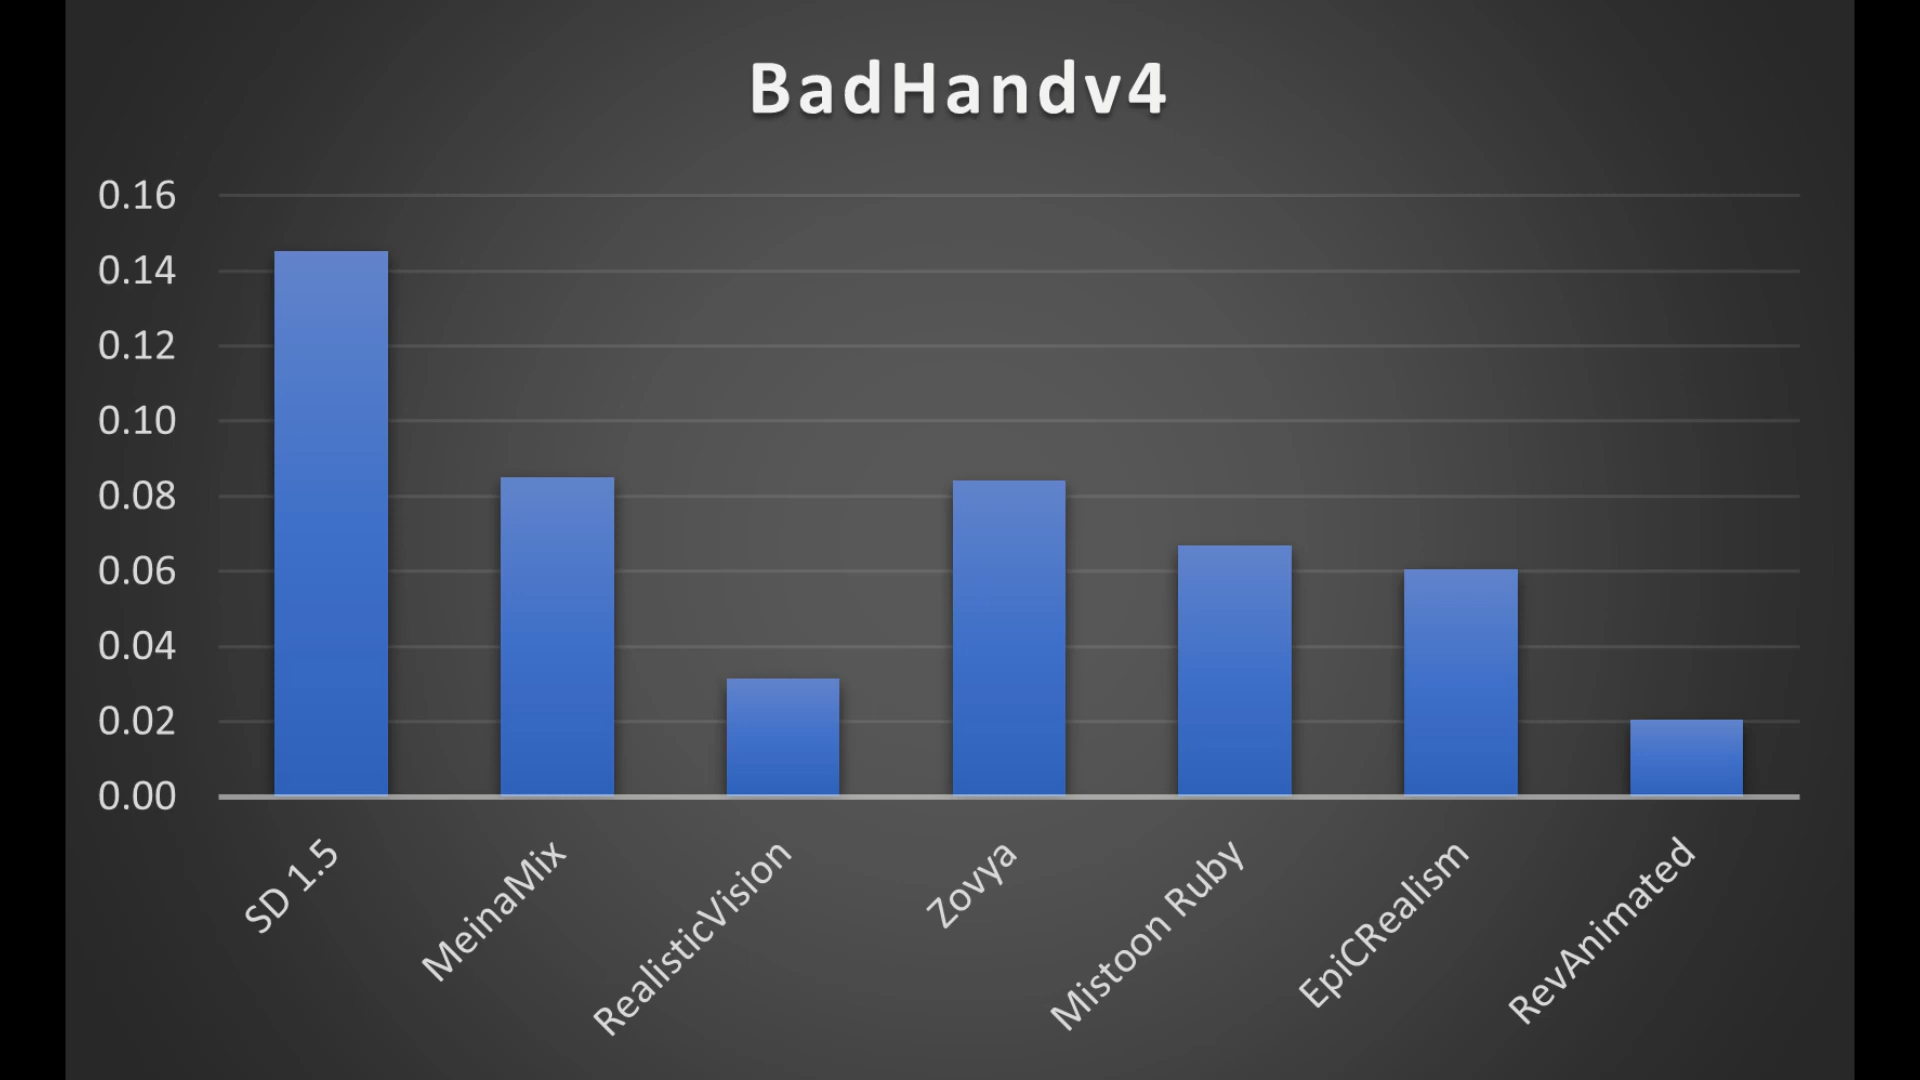 BadHandv4
0.16
0.14
0.12
0.10
0.08
0.06
0.04
0.02
0.00
SD 1.5
MeinaMix
RealisticVision
Zovya
Mistoon Ruby
EpiCRealism
RevAnimated